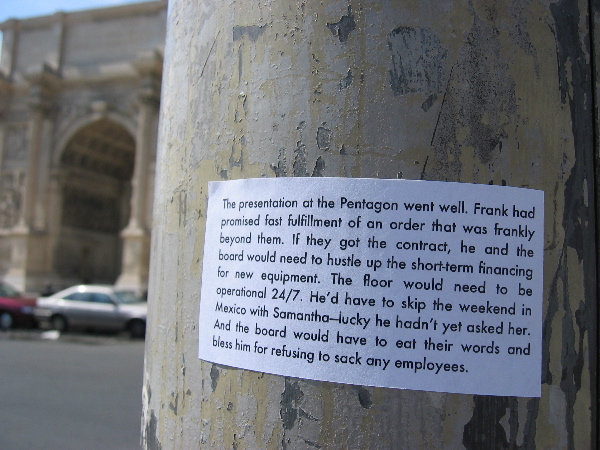 The presentation at the Pentagon went well. Frank had
promised fast fulfillment of an order that was frankly
beyond them. If they got the contract, he and the
board would need to hustle up the short-term financing
for new equipment. The floor would need to be
operational 24/7. He'd have to skip the weekend in
Mexico with Samantha—lucky he hadn't yet asked her.
And the board would have to eat their words and
bless him for refusing to sack any employees.